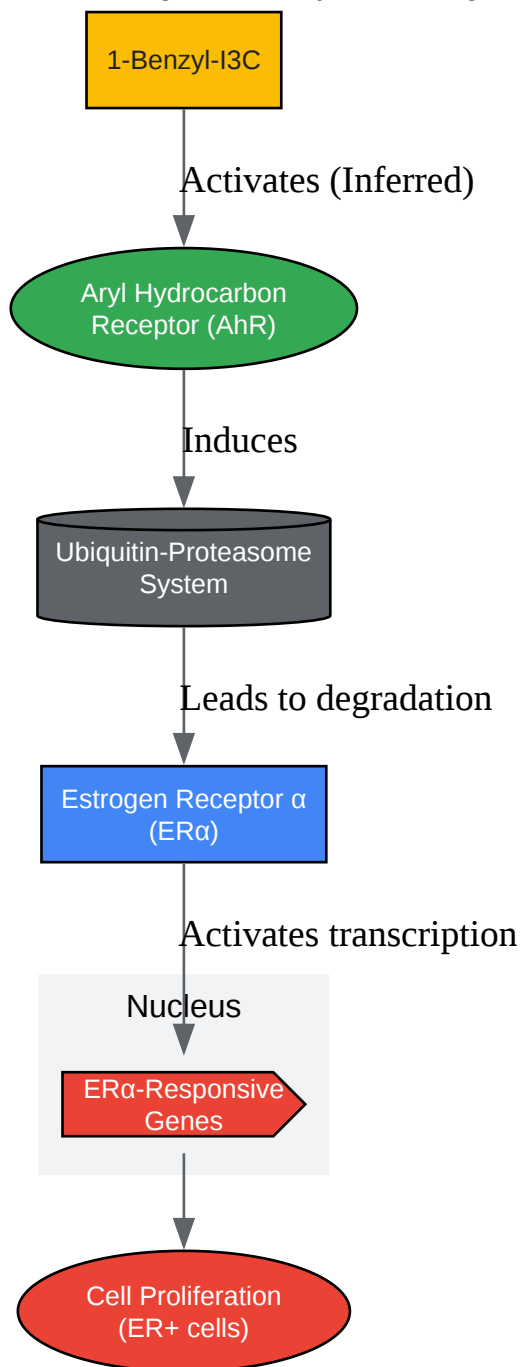 1-Benzyl-I3C
Activates (Inferred)
Aryl Hydrocarbon
Receptor (AhR)
Induces
Ubiquitin-Proteasome
System
Leads to degradation
Estrogen Receptor α
(ERα)
Activates transcription
Nucleus
ERα-Responsive
Genes
Cell Proliferation
(ER+ cells)